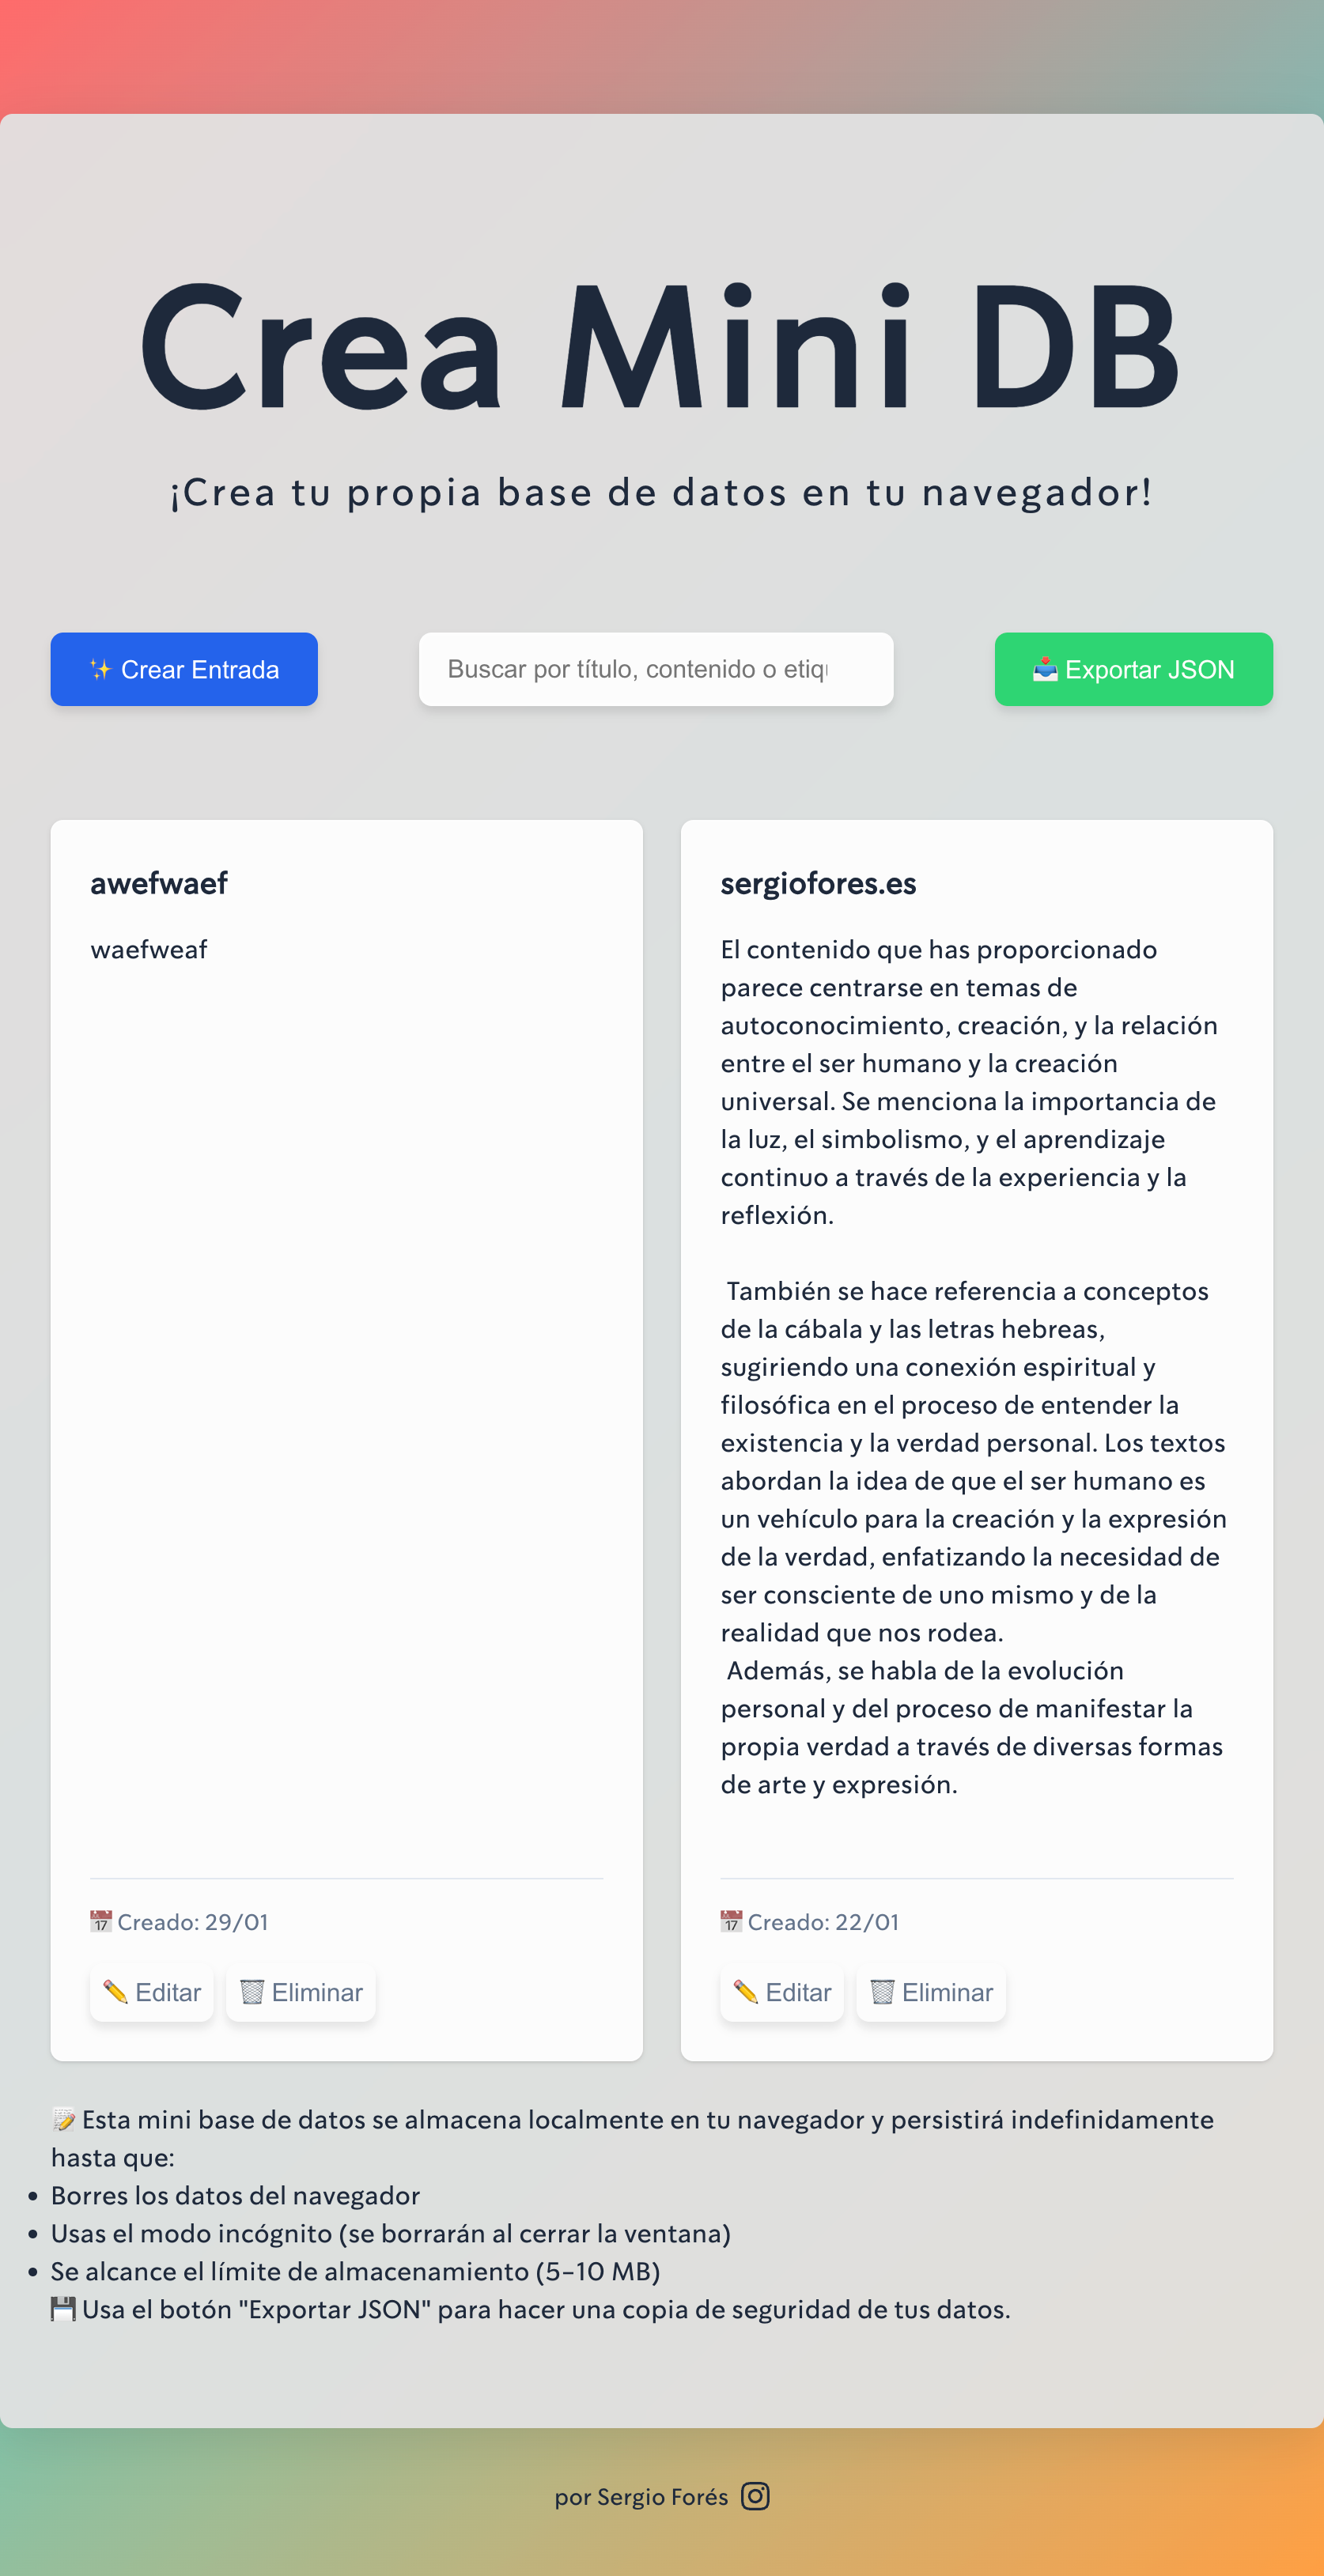 Crea Mini DB
¡Crea tu propia base de datos en tu navegador!
✨ Crear Entrada
Buscar por título, contenido o etiq
📤 Exportar JSON
awefwaef
waefweaf
📅 Creado: 29/01
✏️ Editar
🗑️ Eliminar
sergiofores.es
El contenido que has proporcionado
parece centrarse en temas de
autoconocimiento, creación, y la relación
entre el ser humano y la creación
universal. Se menciona la importancia de
la luz, el simbolismo, y el aprendizaje
continuo a través de la experiencia y la
reflexión.
También se hace referencia a conceptos
de la cábala y las letras hebreas,
sugiriendo una conexión espiritual y
filosófica en el proceso de entender la
existencia y la verdad personal. Los textos
abordan la idea de que el ser humano es
un vehículo para la creación y la expresión
de la verdad, enfatizando la necesidad de
ser consciente de uno mismo y de la
realidad que nos rodea.
Además, se habla de la evolución
personal y del proceso de manifestar la
propia verdad a través de diversas formas
de arte y expresión.
📅 Creado: 22/01
✏️ Editar
🗑️ Eliminar
📝 Esta mini base de datos se almacena localmente en tu navegador y persistirá indefinidamente
hasta que:
• Borres los datos del navegador
• Usas el modo incógnito (se borrarán al cerrar la ventana)
• Se alcance el límite de almacenamiento (5-10 MB)
💾 Usa el botón "Exportar JSON" para hacer una copia de seguridad de tus datos.
por Sergio Forés